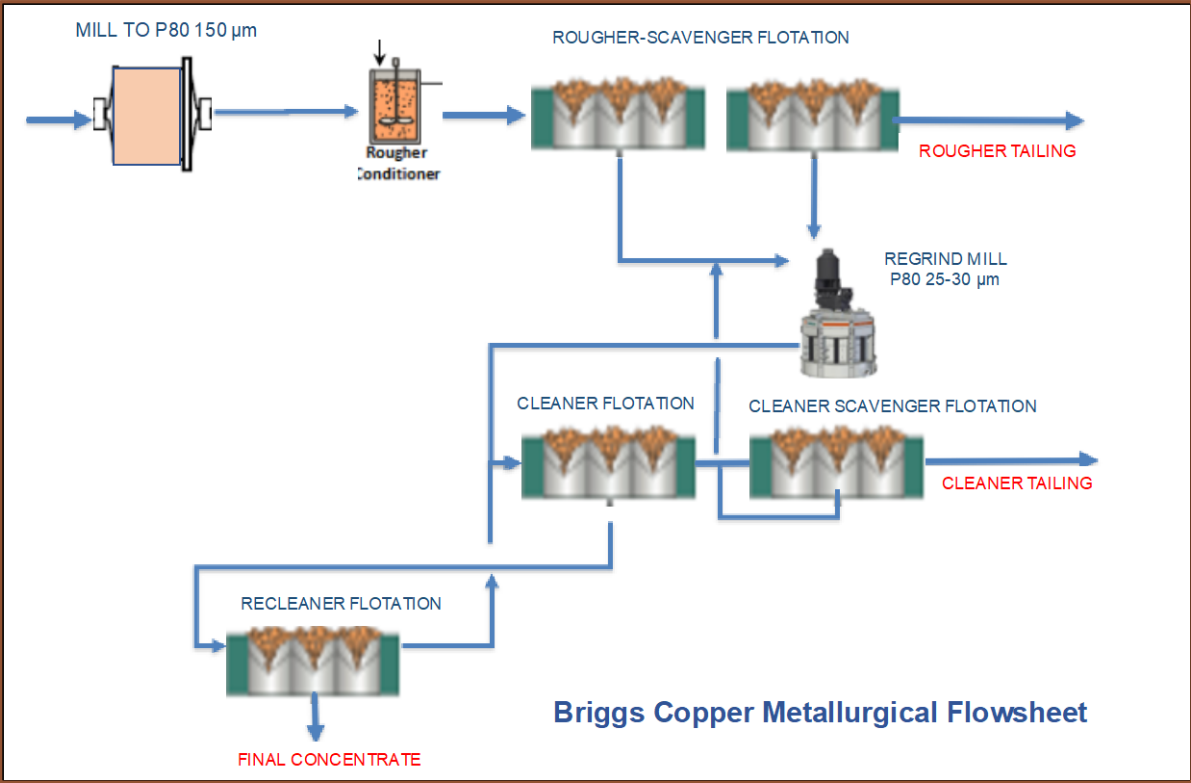 MILL TO P80 150 µm
ROUGHER-SCAVENGER FLOTATION
Rougher
Conditioner
ROUGHER TAILING
REGRIND MILL
P80 25-30 µm
CLEANER FLOTATION
CLEANER SCAVENGER FLOTATION
CLEANER TAILING
RECLEANER FLOTATION
Briggs Copper Metallurgical Flowsheet
FINAL CONCENTRATE